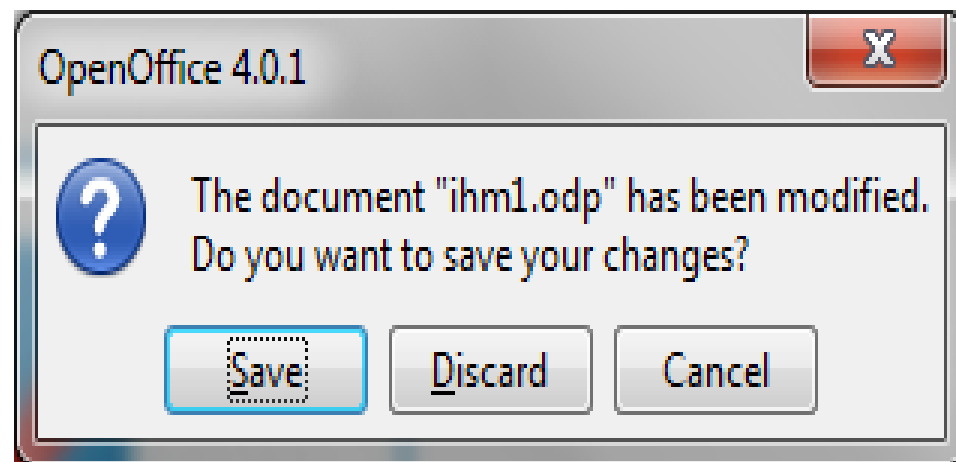 OpenOffice 4.0.1
The document "ihm1.odp" has been modified.
Do you want to save your changes?
Save Discard Cancel